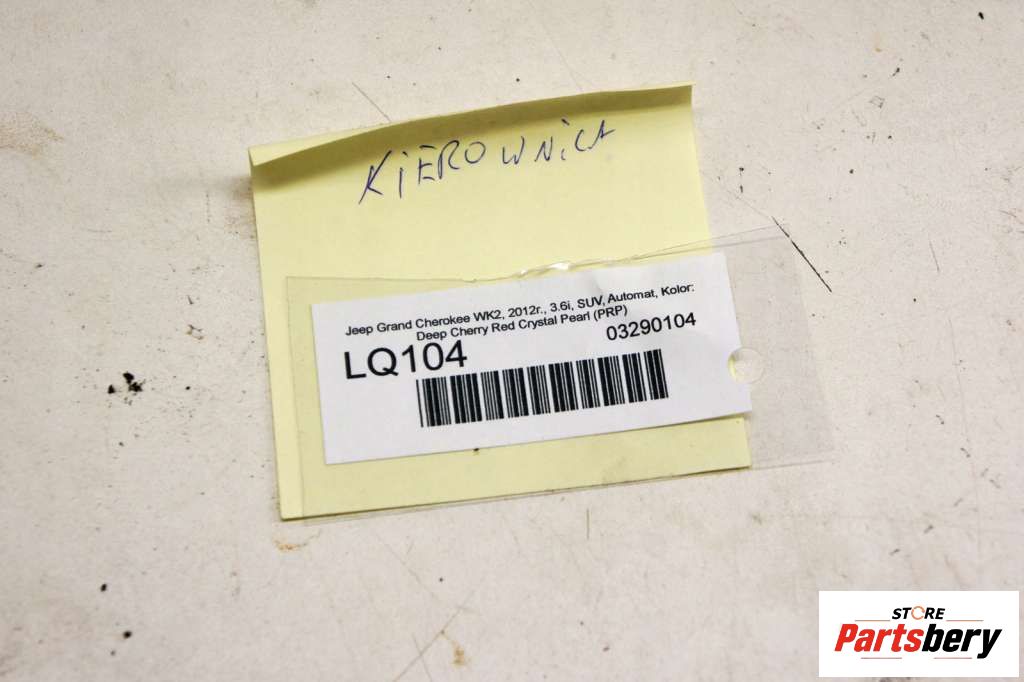 KiEROWNiCA
Jeep Grand Cherokee WK2, 2012r., 3.6i, SUV, Automat, Kolor:
Deep Cherry Red Crystal Pearl (PRP)
LQ104
03290104
STORE
Partsbery